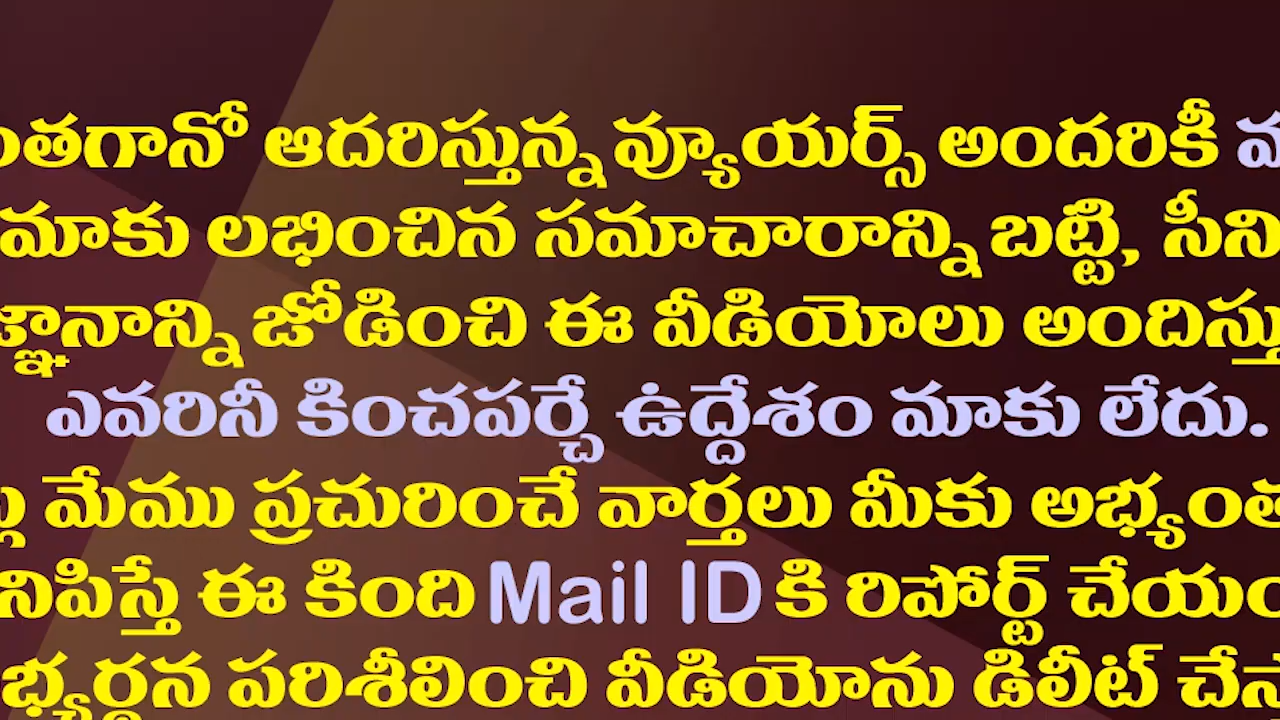 ంతగానో ఆదరిస్తున్న వ్యూయర్స్ అందరికీ
మాకు లభించిన సమాచారాన్ని బట్టి, సీని
జ్ఞానాన్ని జోడించి ఈ వీడియోలు అందిస్తు
ఎవరినీ కించపర్చే ఉద్దేశం మాకు లేదు.
మేము ప్రచురించే వార్తలు మీకు అభ్యంత
నిపిస్తే ఈ కింది Mail ID కి రిపోర్ట్ చేయం
భ్యర్థన పరిశీలించి వీడియోను డిలీట్ చేస